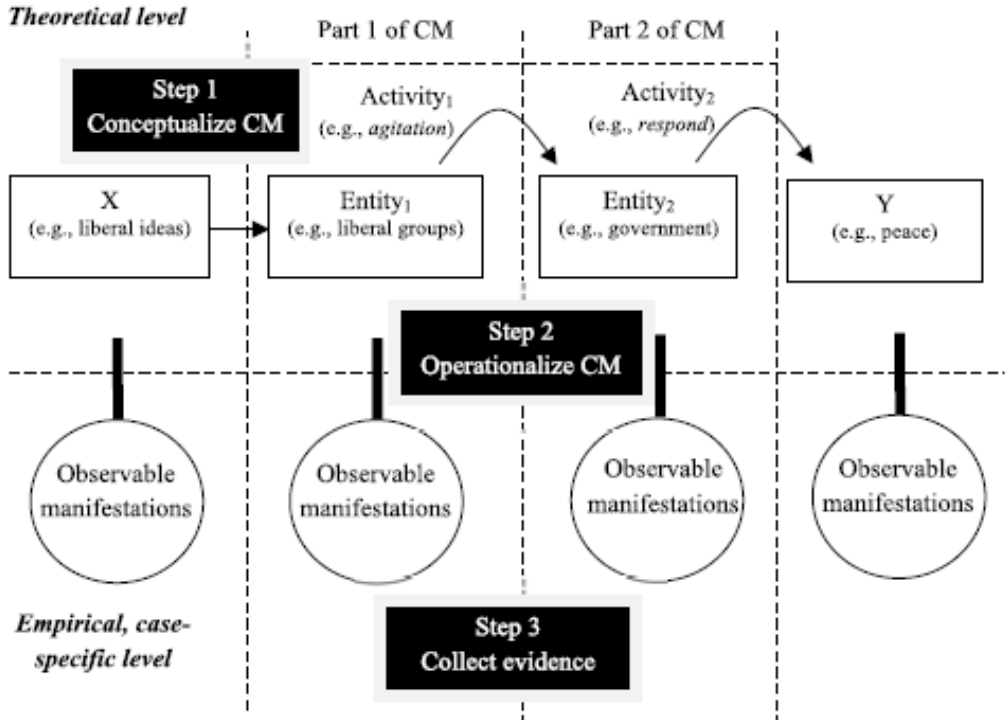 Theoretical level
Part 1 of CM
Part 2 of CM
Step 1
Conceptualize CM
Activity₁
(e.g., agitation)
Activity₂
(e.g., respond)
X
(e.g., liberal ideas)
Entity₁
(e.g., liberal groups)
Entity₂
(e.g., government)
Y
(e.g., peace)
Step 2
Operationalize CM
Observable
manifestations
Observable
manifestations
Observable
manifestations
Observable
manifestations
Empirical, case-
specific level
Step 3
Collect evidence